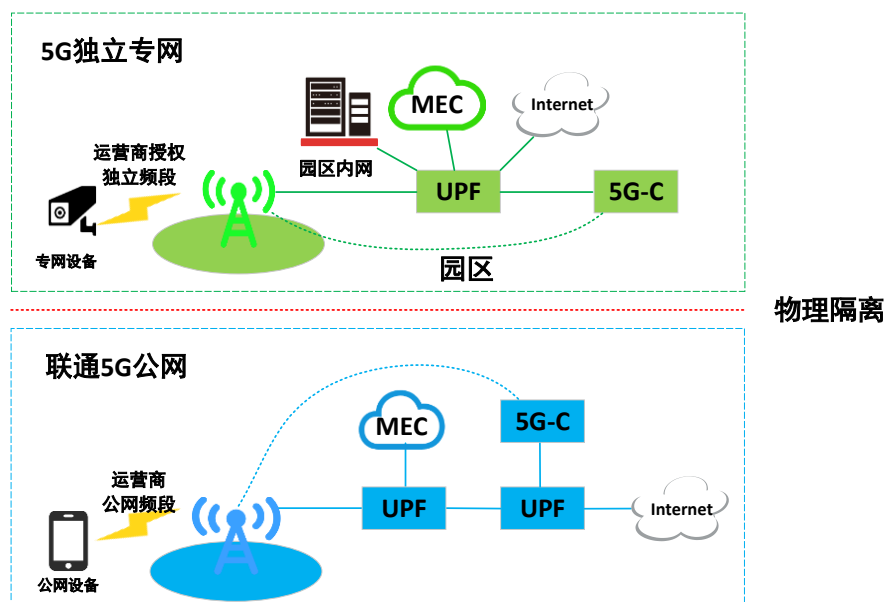 5G独立专网
MEC
Internet
运营商授权
独立频段
园区内网
UPF
5G-C
专网设备
园区
物理隔离
联通5G公网
MEC
5G-C
运营商
公网频段
UPF
UPF
Internet
公网设备